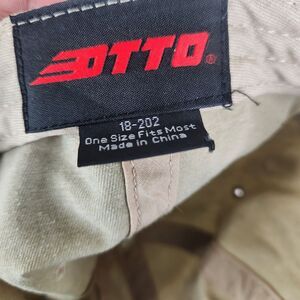 OTTO®
18-202
One Size Fits Most
Made in China